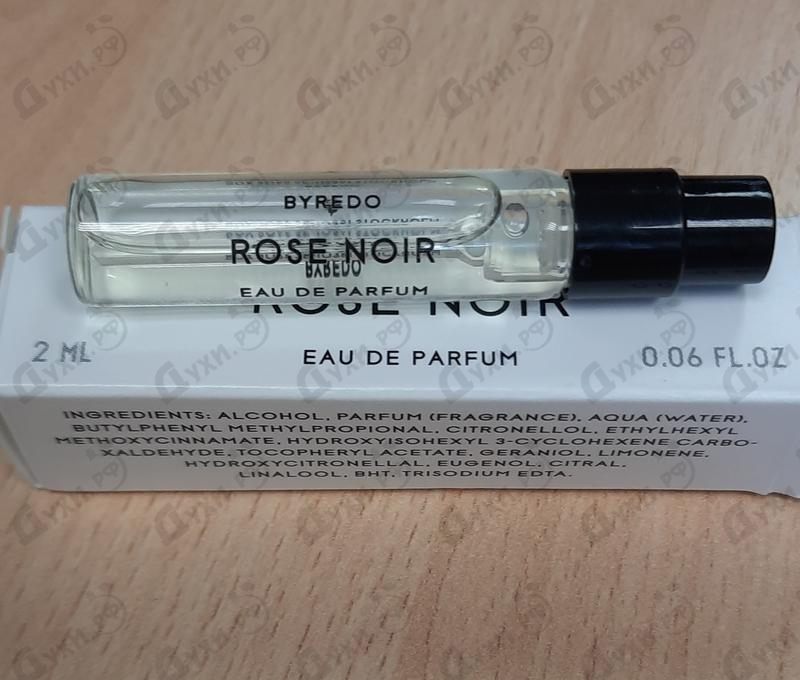 BYREDO
ROSE NOIR
BYREDO
EAU DE PARFUM
ROSE NOIR
2 ML
EAU DE PARFUM
0.06 FL.OZ
INGREDIENTS: ALCOHOL, PARFUM (FRAGRANCE), AQUA (WATER),
BUTYLPHENYL METHYLPROPIONAL, CITRONELLOL, ETHYLHEXYL
METHOXYCINNAMATE, HYDROXYISOHEXYL 3-CYCLOHEXENE CARBO-
XALDEHYDE, TOCOPHERYL ACETATE, GERANIOL, LIMONENE,
HYDROXYCITRONELLAL, EUGENOL, CITRAL,
LINALOOL, BHT, TRISODIUM EDTA.
Духи.рф